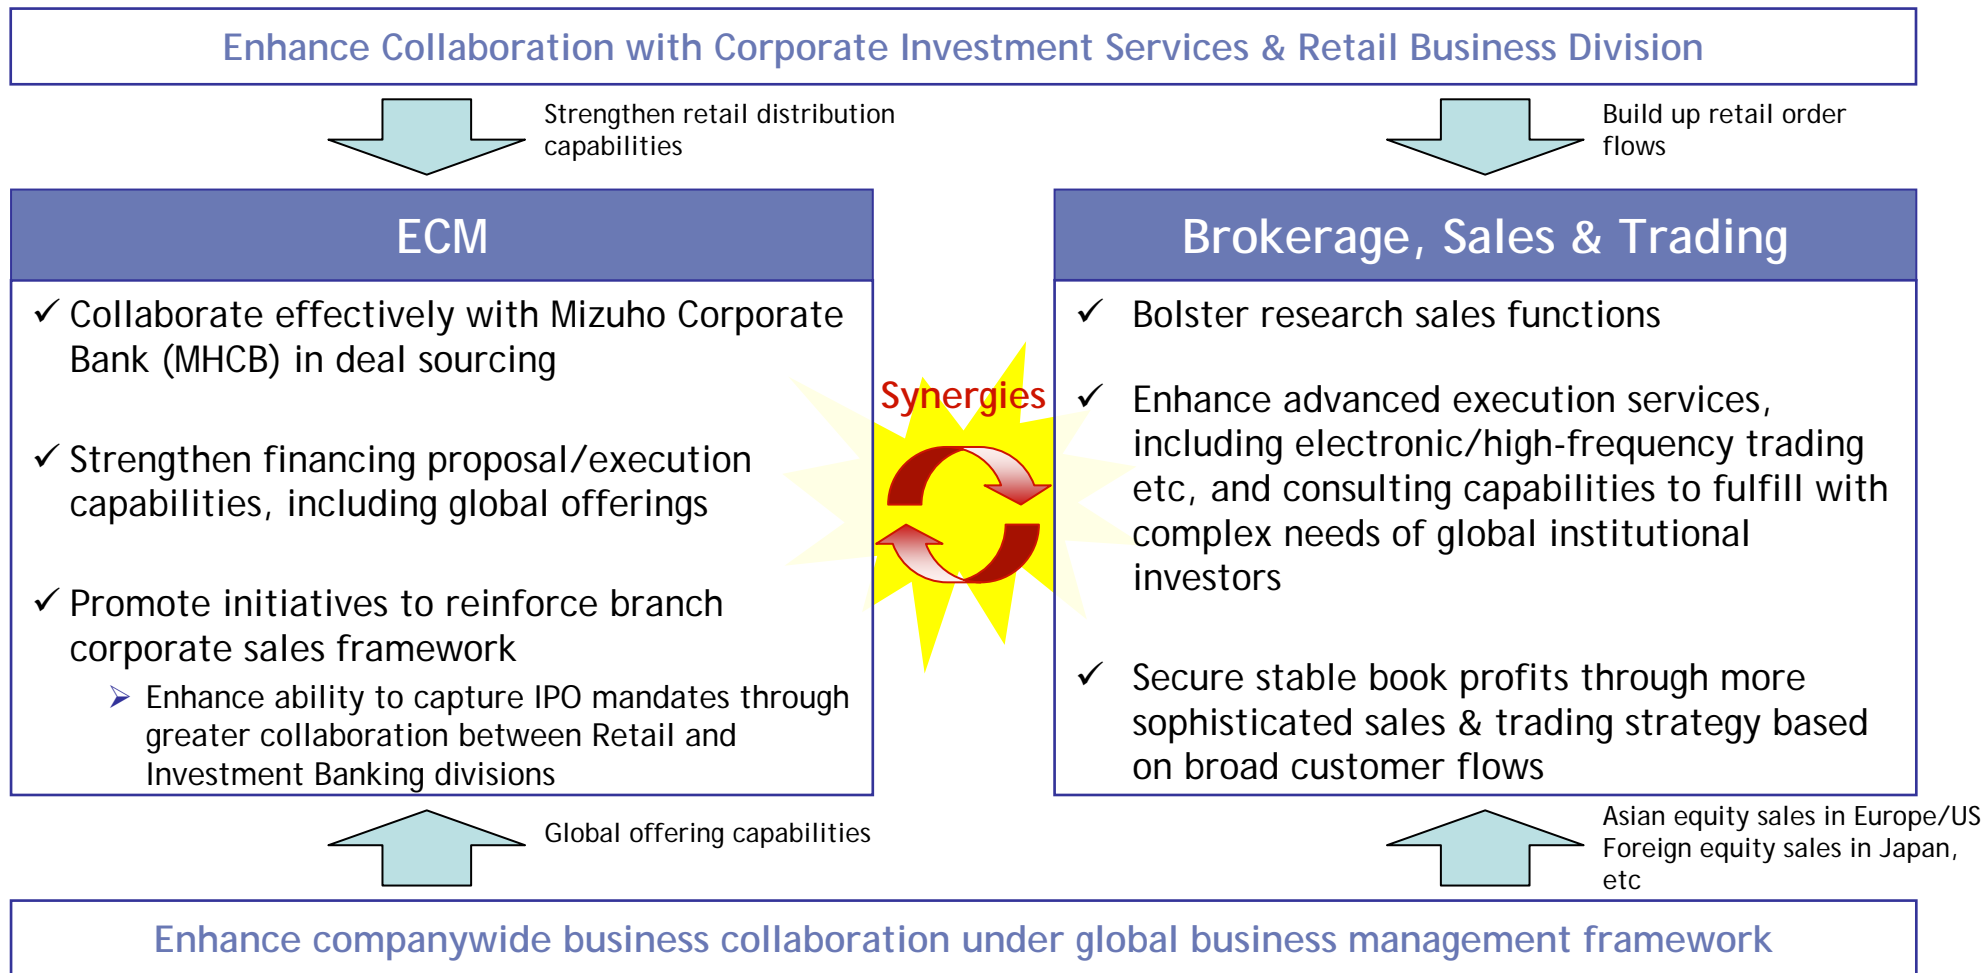 Enhance Collaboration with Corporate Investment Services & Retail Business Division
Strengthen retail distribution
capabilities
Build up retail order
flows
ECM
✓ Collaborate effectively with Mizuho Corporate
Bank (MHCB) in deal sourcing
✓ Strengthen financing proposal/execution
capabilities, including global offerings
✓ Promote initiatives to reinforce branch
corporate sales framework
➢ Enhance ability to capture IPO mandates through
greater collaboration between Retail and
Investment Banking divisions
Synergies
Brokerage, Sales & Trading
✓ Bolster research sales functions
✓ Enhance advanced execution services,
including electronic/high-frequency trading
etc, and consulting capabilities to fulfill with
complex needs of global institutional
investors
✓ Secure stable book profits through more
sophisticated sales & trading strategy based
on broad customer flows
Global offering capabilities
Asian equity sales in Europe/US
Foreign equity sales in Japan,
etc
Enhance companywide business collaboration under global business management framework